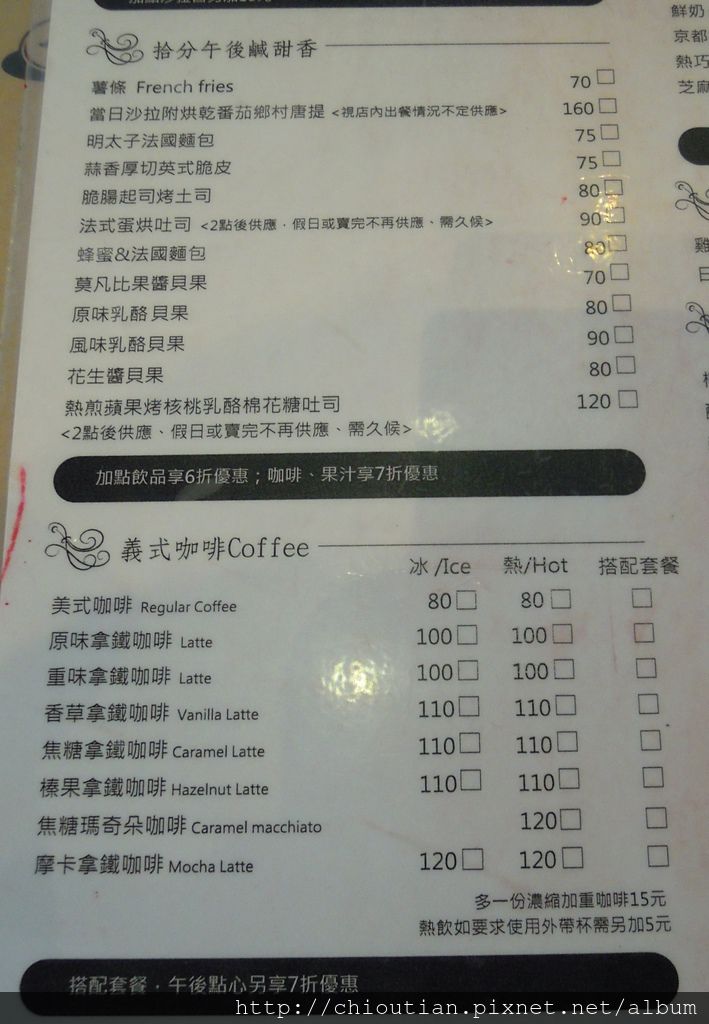 拾分午後鹹甜香
薯條 French fries 70□
當日沙拉附烘乾番茄鄉村唐提 <視店內出餐情況不定供應> 160□
明太子法國麵包 75□
蒜香厚切英式脆皮 75□
脆腸起司烤土司 80□
法式蛋烘吐司 <2點後供應．假日或賣完不再供應、需久候> 90□
蜂蜜&法國麵包 80□
莫凡比果醬貝果 70□
原味乳酪貝果 80□
風味乳酪貝果 90□
花生醬貝果 80□
熱煎蘋果烤核桃乳酪棉花糖吐司 120□
<2點後供應、假日或賣完不再供應、需久候>
加點飲品享6折優惠；咖啡、果汁享7折優惠
義式咖啡Coffee
冰/Ice 熱/Hot 搭配套餐
美式咖啡 Regular Coffee 80□ 80□ □
原味拿鐵咖啡 Latte 100□ 100□ □
重味拿鐵咖啡 Latte 100□ 100□ □
香草拿鐵咖啡 Vanilla Latte 110□ 110□ □
焦糖拿鐵咖啡 Caramel Latte 110□ 110□ □
榛果拿鐵咖啡 Hazelnut Latte 110□ 110□ □
焦糖瑪奇朵咖啡 Caramel macchiato 120□ □
摩卡拿鐵咖啡 Mocha Latte 120□ 120□ □
多一份濃縮加重咖啡15元
熱飲如要求使用外帶杯需另加5元
搭配套餐．午後點心另享7折優惠
鮮奶
京都
熱巧
芝麻
雞
日
http://chioutian.pixnet.net/album